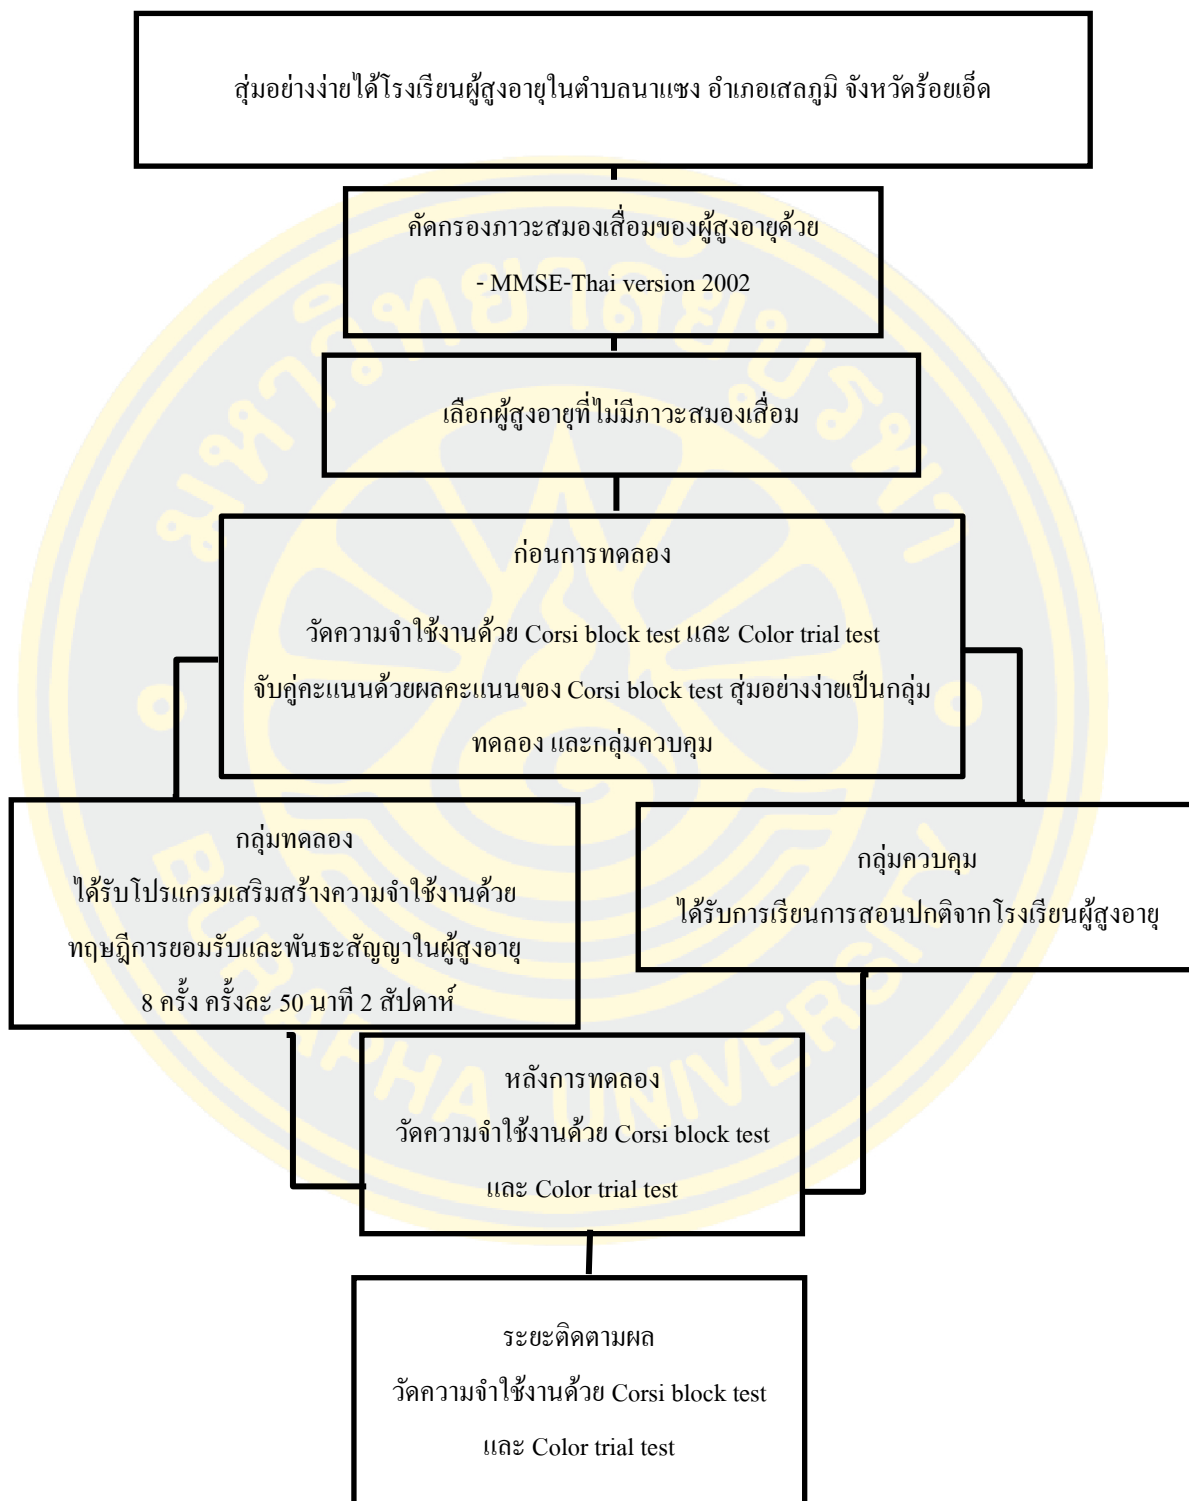 สุ่มอย่างง่ายได้โรงเรียนผู้สูงอายุในตำบลนาแซง อำเภอเสลภูมิ จังหวัดร้อยเอ็ด
คัดกรองภาวะสมองเสื่อมของผู้สูงอายุด้วย
- MMSE-Thai version 2002
เลือกผู้สูงอายุที่ไม่มีภาวะสมองเสื่อม
ก่อนการทดลอง
วัดความจำใช้งานด้วย Corsi block test และ Color trial test
จับคู่คะแนนด้วยผลคะแนนของ Corsi block test สุ่มอย่างง่ายเป็นกลุ่ม
ทดลอง และกลุ่มควบคุม
กลุ่มทดลอง
ได้รับโปรแกรมเสริมสร้างความจำใช้งานด้วย
ทฤษฎีการยอมรับและพันธะสัญญาในผู้สูงอายุ
8 ครั้ง ครั้งละ 50 นาที 2 สัปดาห์
กลุ่มควบคุม
ได้รับการเรียนการสอนปกติจากโรงเรียนผู้สูงอายุ
หลังการทดลอง
วัดความจำใช้งานด้วย Corsi block test
และ Color trial test
ระยะติดตามผล
วัดความจำใช้งานด้วย Corsi block test
และ Color trial test
มหาวิทยาลัยบูรพา
BURAPHA UNIVERSITY